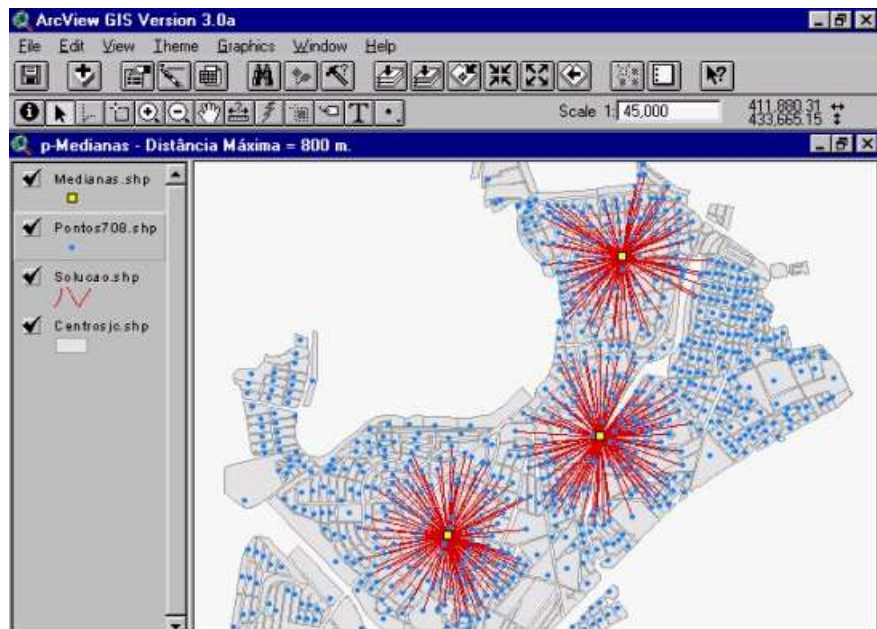 ArcView GIS Version 3.0a
File Edit View Theme Graphics Window Help
Scale 1: 45,000
411,880.31
433,665.15
p-Medianas - Distância Máxima = 800 m.
Medianas.shp
Pontos708.shp
Solucao.shp
Centrosjc.shp